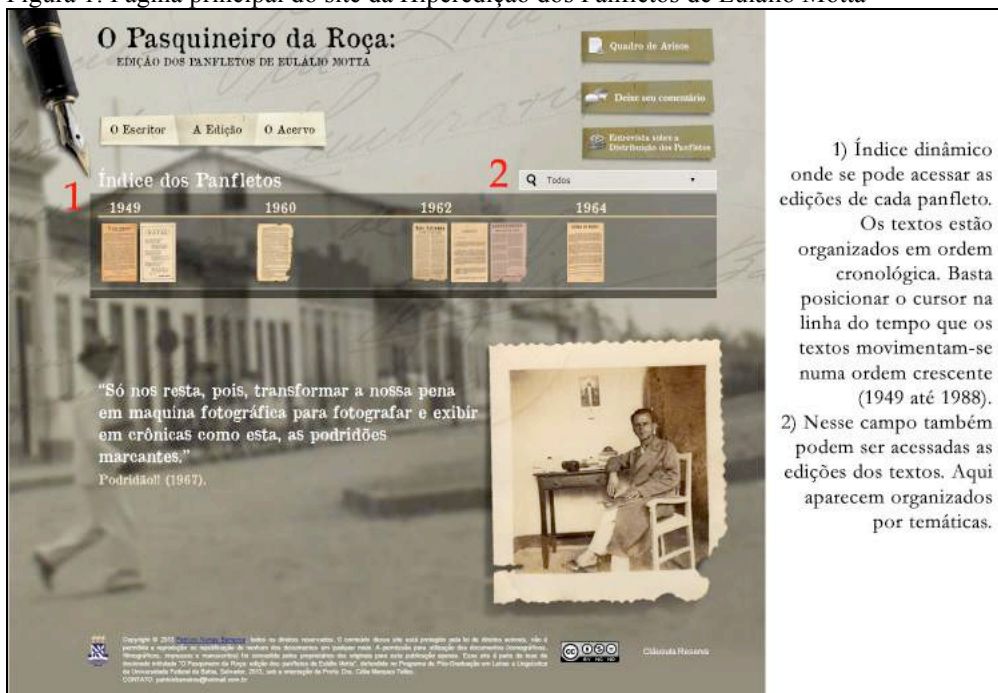 Figura 1: Página principal do site da Hiperedição dos Panfletos de Eulálio Motta
O Pasquineiro da Roça:
EDIÇÃO DOS PANFLETOS DE EULÁLIO MOTTA
Quadro de Avisos
Deixe seu comentário
Entrevista sobre a
Distribuição dos Panfletos
O Escritor A Edição O Acervo
1
Índice dos Panfletos
2
Todos
1949 1960 1962 1964
"Só nos resta, pois, transformar a nossa pena
em maquina fotográfica para fotografar e exibir
em crônicas como esta, as podridões
marcantes."
Podridão!! (1967).
1) Índice dinâmico
onde se pode acessar as
edições de cada panfleto.
Os textos estão
organizados em ordem
cronológica. Basta
posicionar o cursor na
linha do tempo que os
textos movimentam-se
numa ordem crescente
(1949 até 1988).
2) Nesse campo também
podem ser acessadas as
edições dos textos. Aqui
aparecem organizados
por temáticas.
Cláusula Reserva